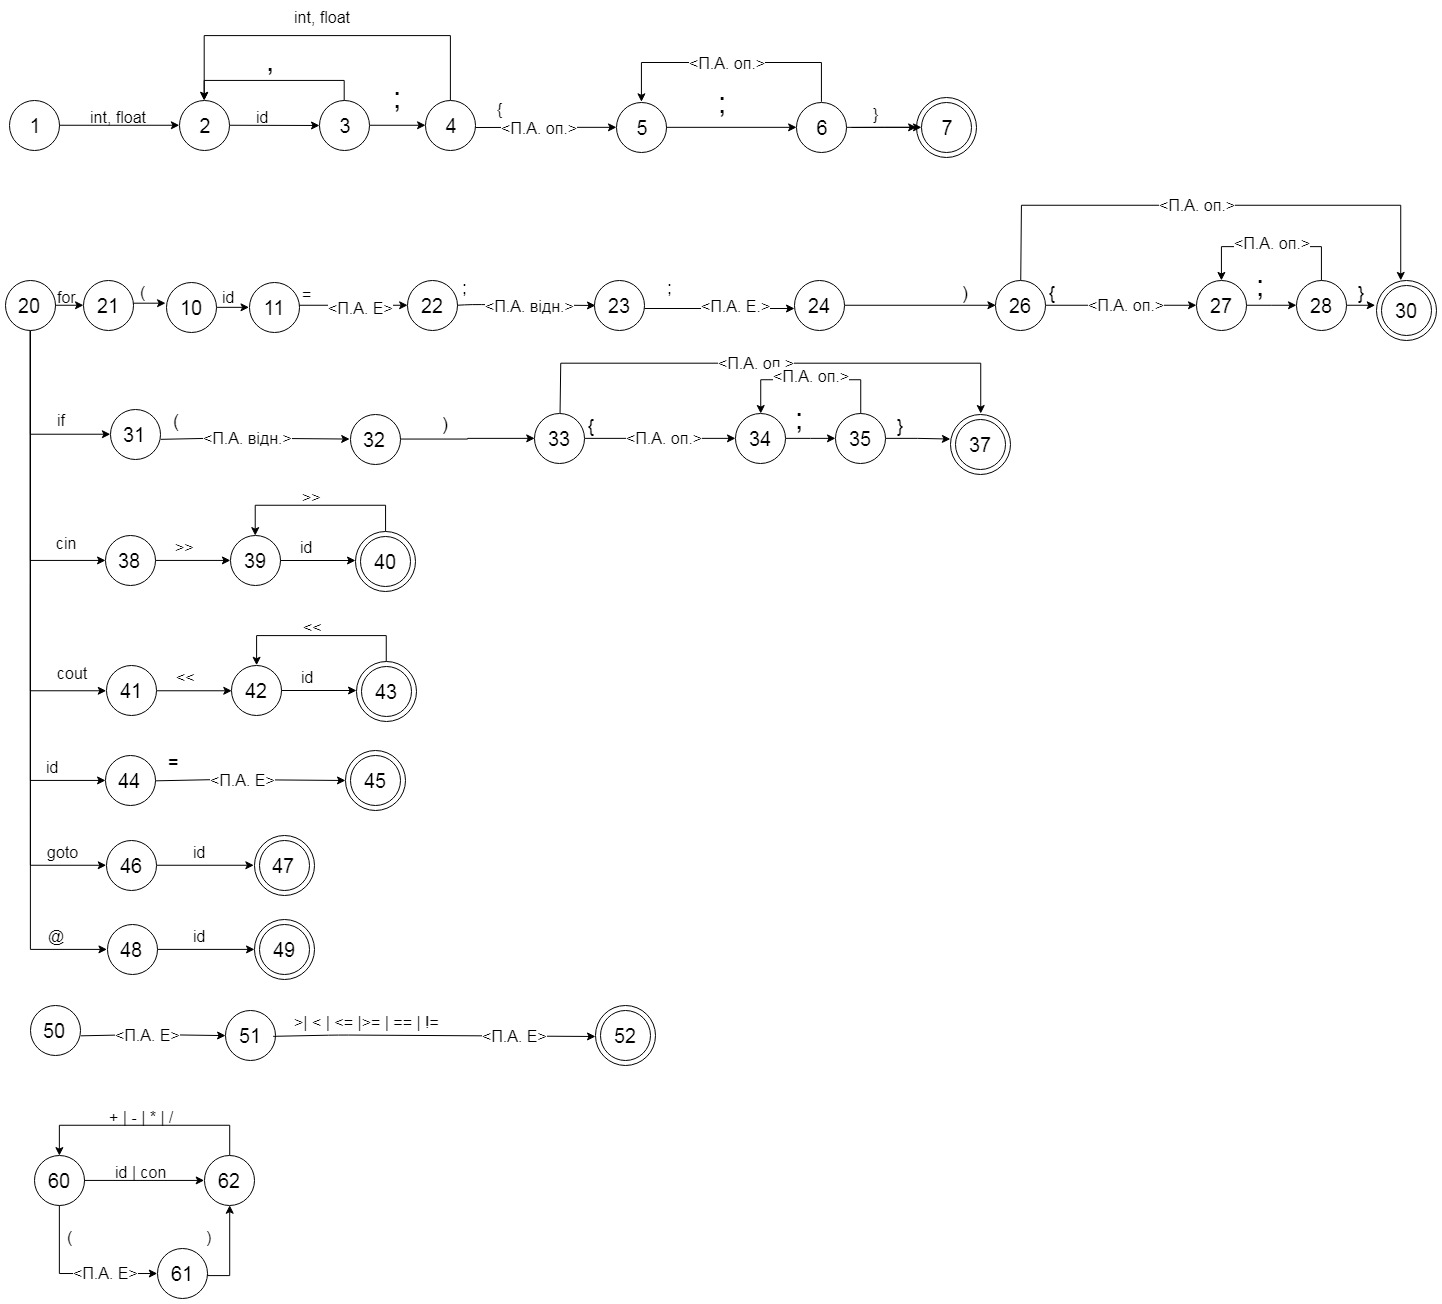 int, float
,
;
{
<П.А. оп.>
;
}
1
int, float
2
id
3
4
<П.А. оп.>
5
6
7
<П.А. оп.>
<П.А. оп.>
20
for
21
(
10
id
11
=
<П.А. Е>
22
;
<П.А. відн.>
23
;
<П.А. Е.>
24
)
26
{
<П.А. оп.>
27
;
28
}
30
<П.А. оп.>
<П.А. оп.>
if
31
(
<П.А. відн.>
32
)
33
{
<П.А. оп.>
34
;
35
}
37
>>
cin
38
>>
39
id
40
<<
cout
41
<<
42
id
43
id
44
=
<П.А. Е>
45
goto
46
id
47
@
48
id
49
50
<П.А. Е>
51
>| < | <= |>= | == | !=
<П.А. Е>
52
+ | - | * | /
60
id | con
62
(
)
<П.А. Е>
61